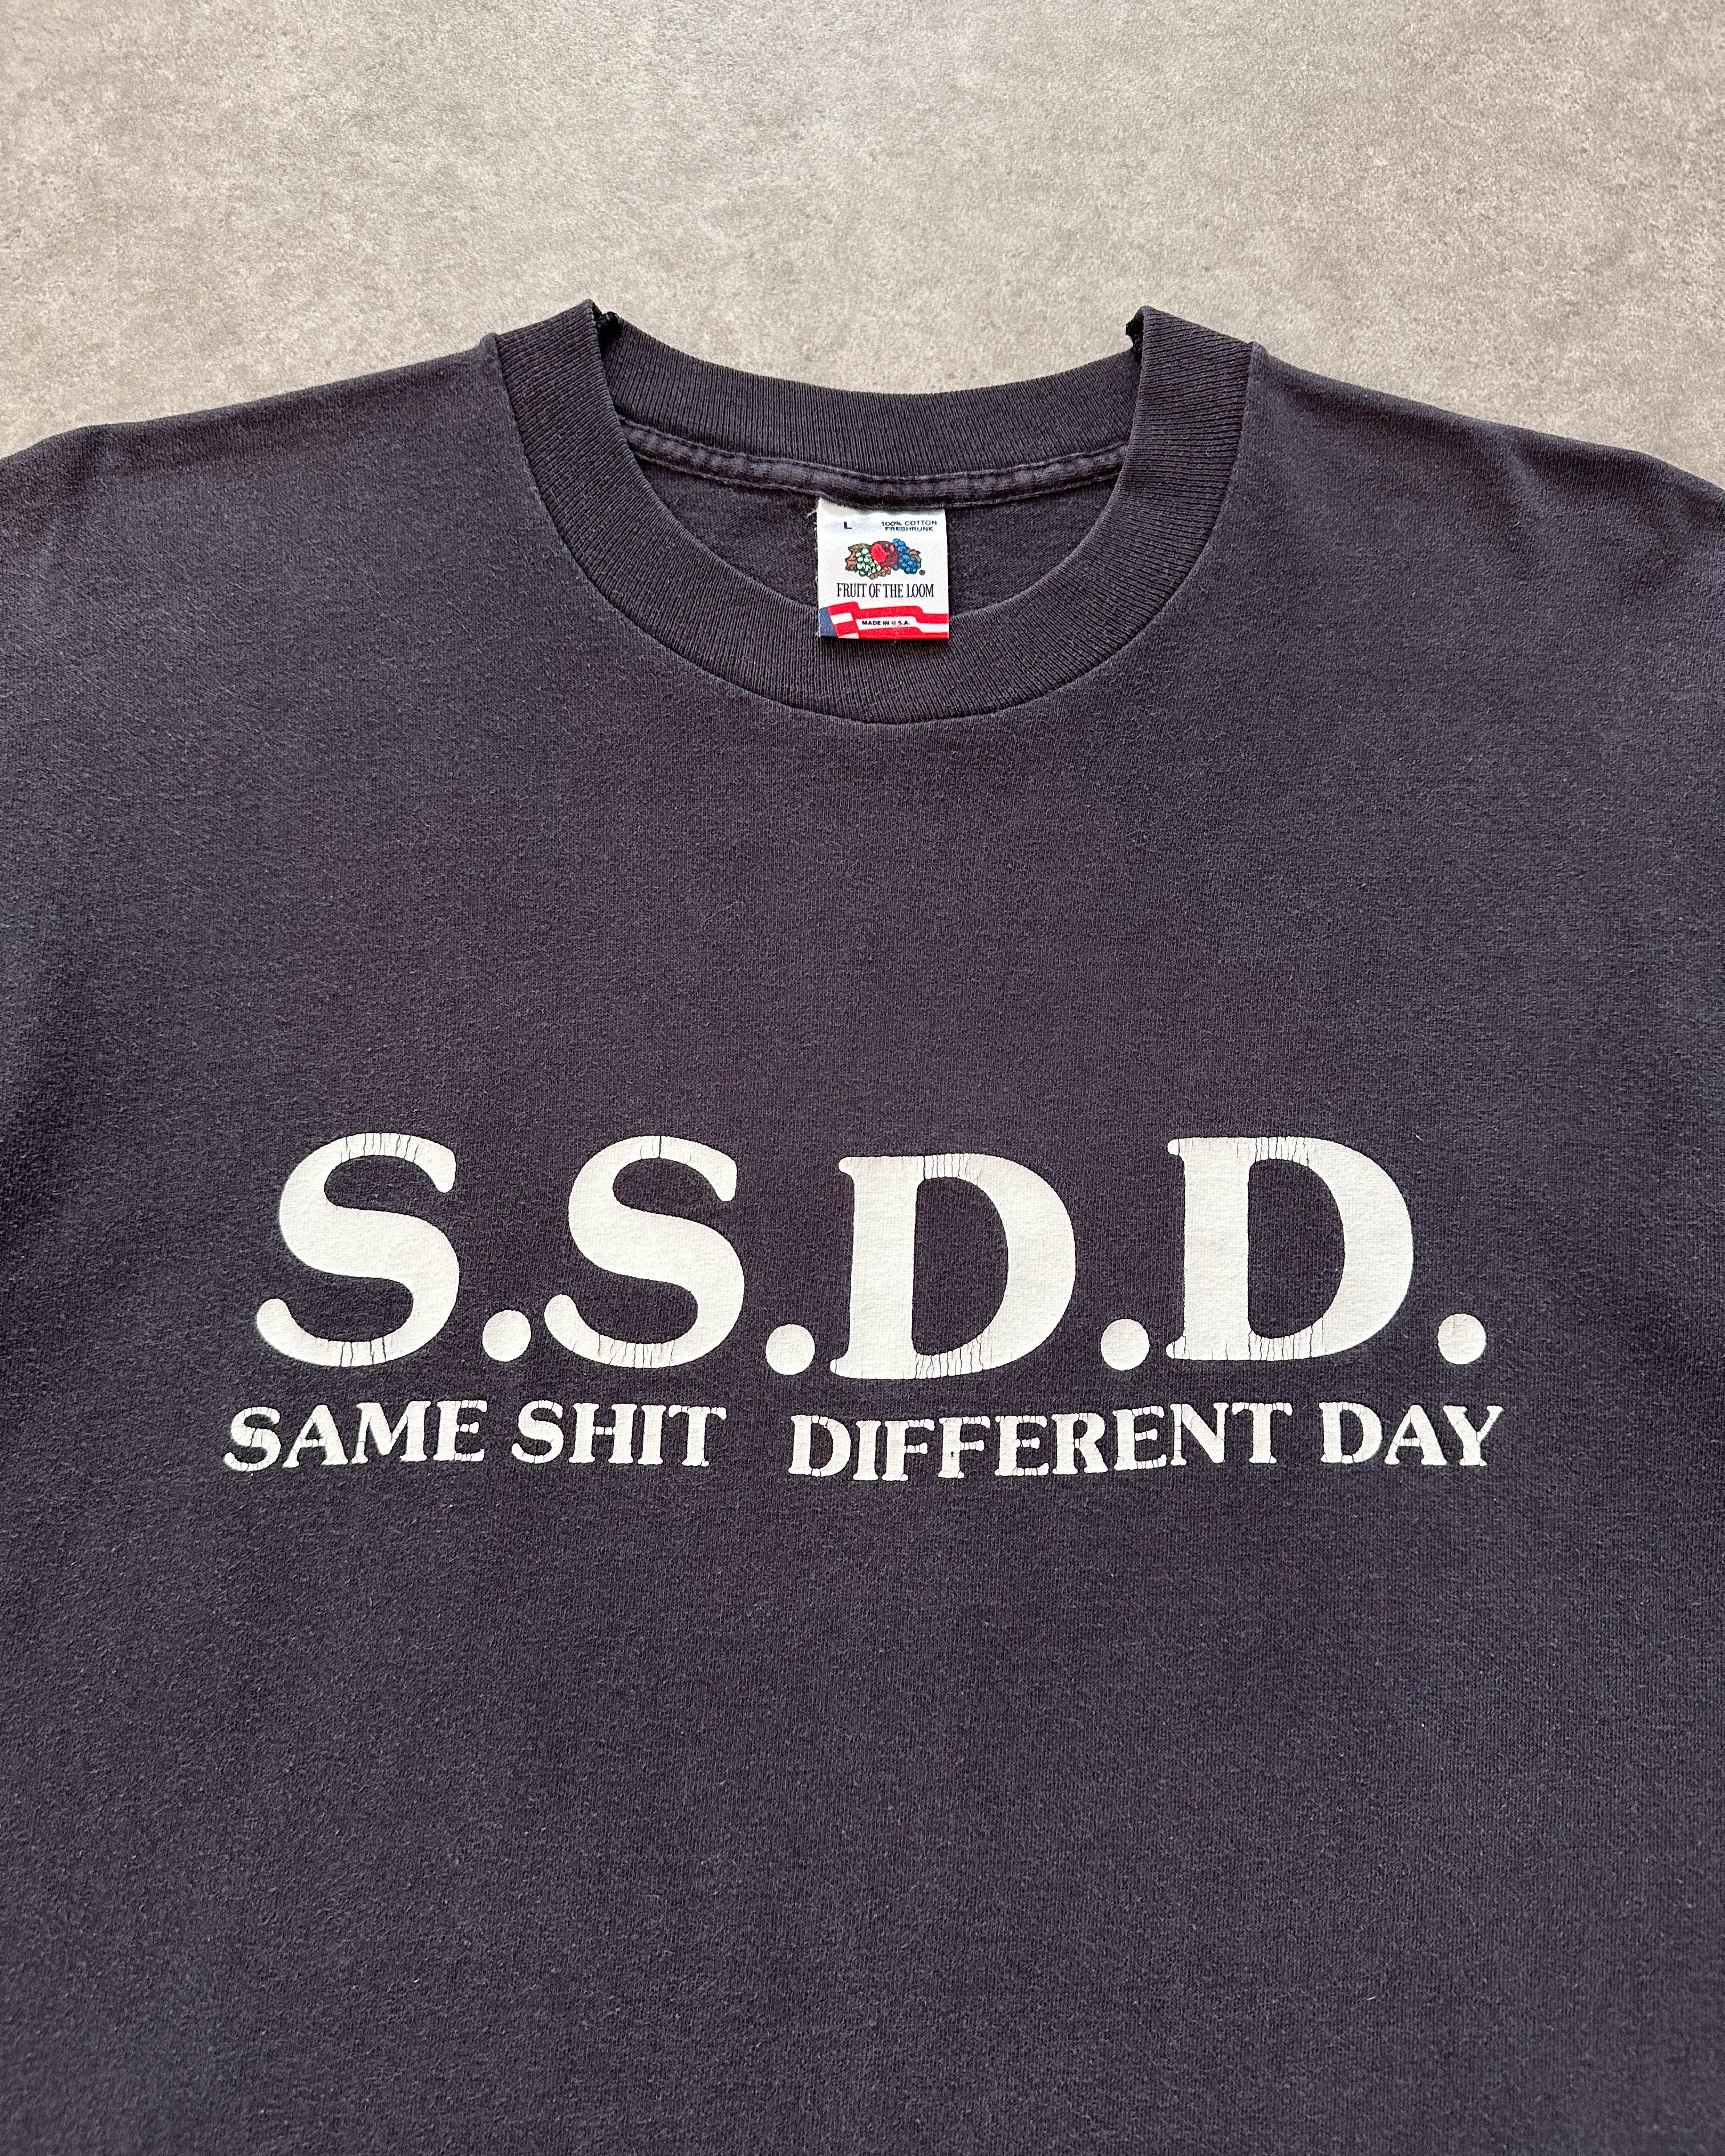 L 100% COTTON
PRESHRUNK
FRUIT OF THE LOOM
MADE IN U.S.A.
S.S.D.D.
SAME SHIT DIFFERENT DAY